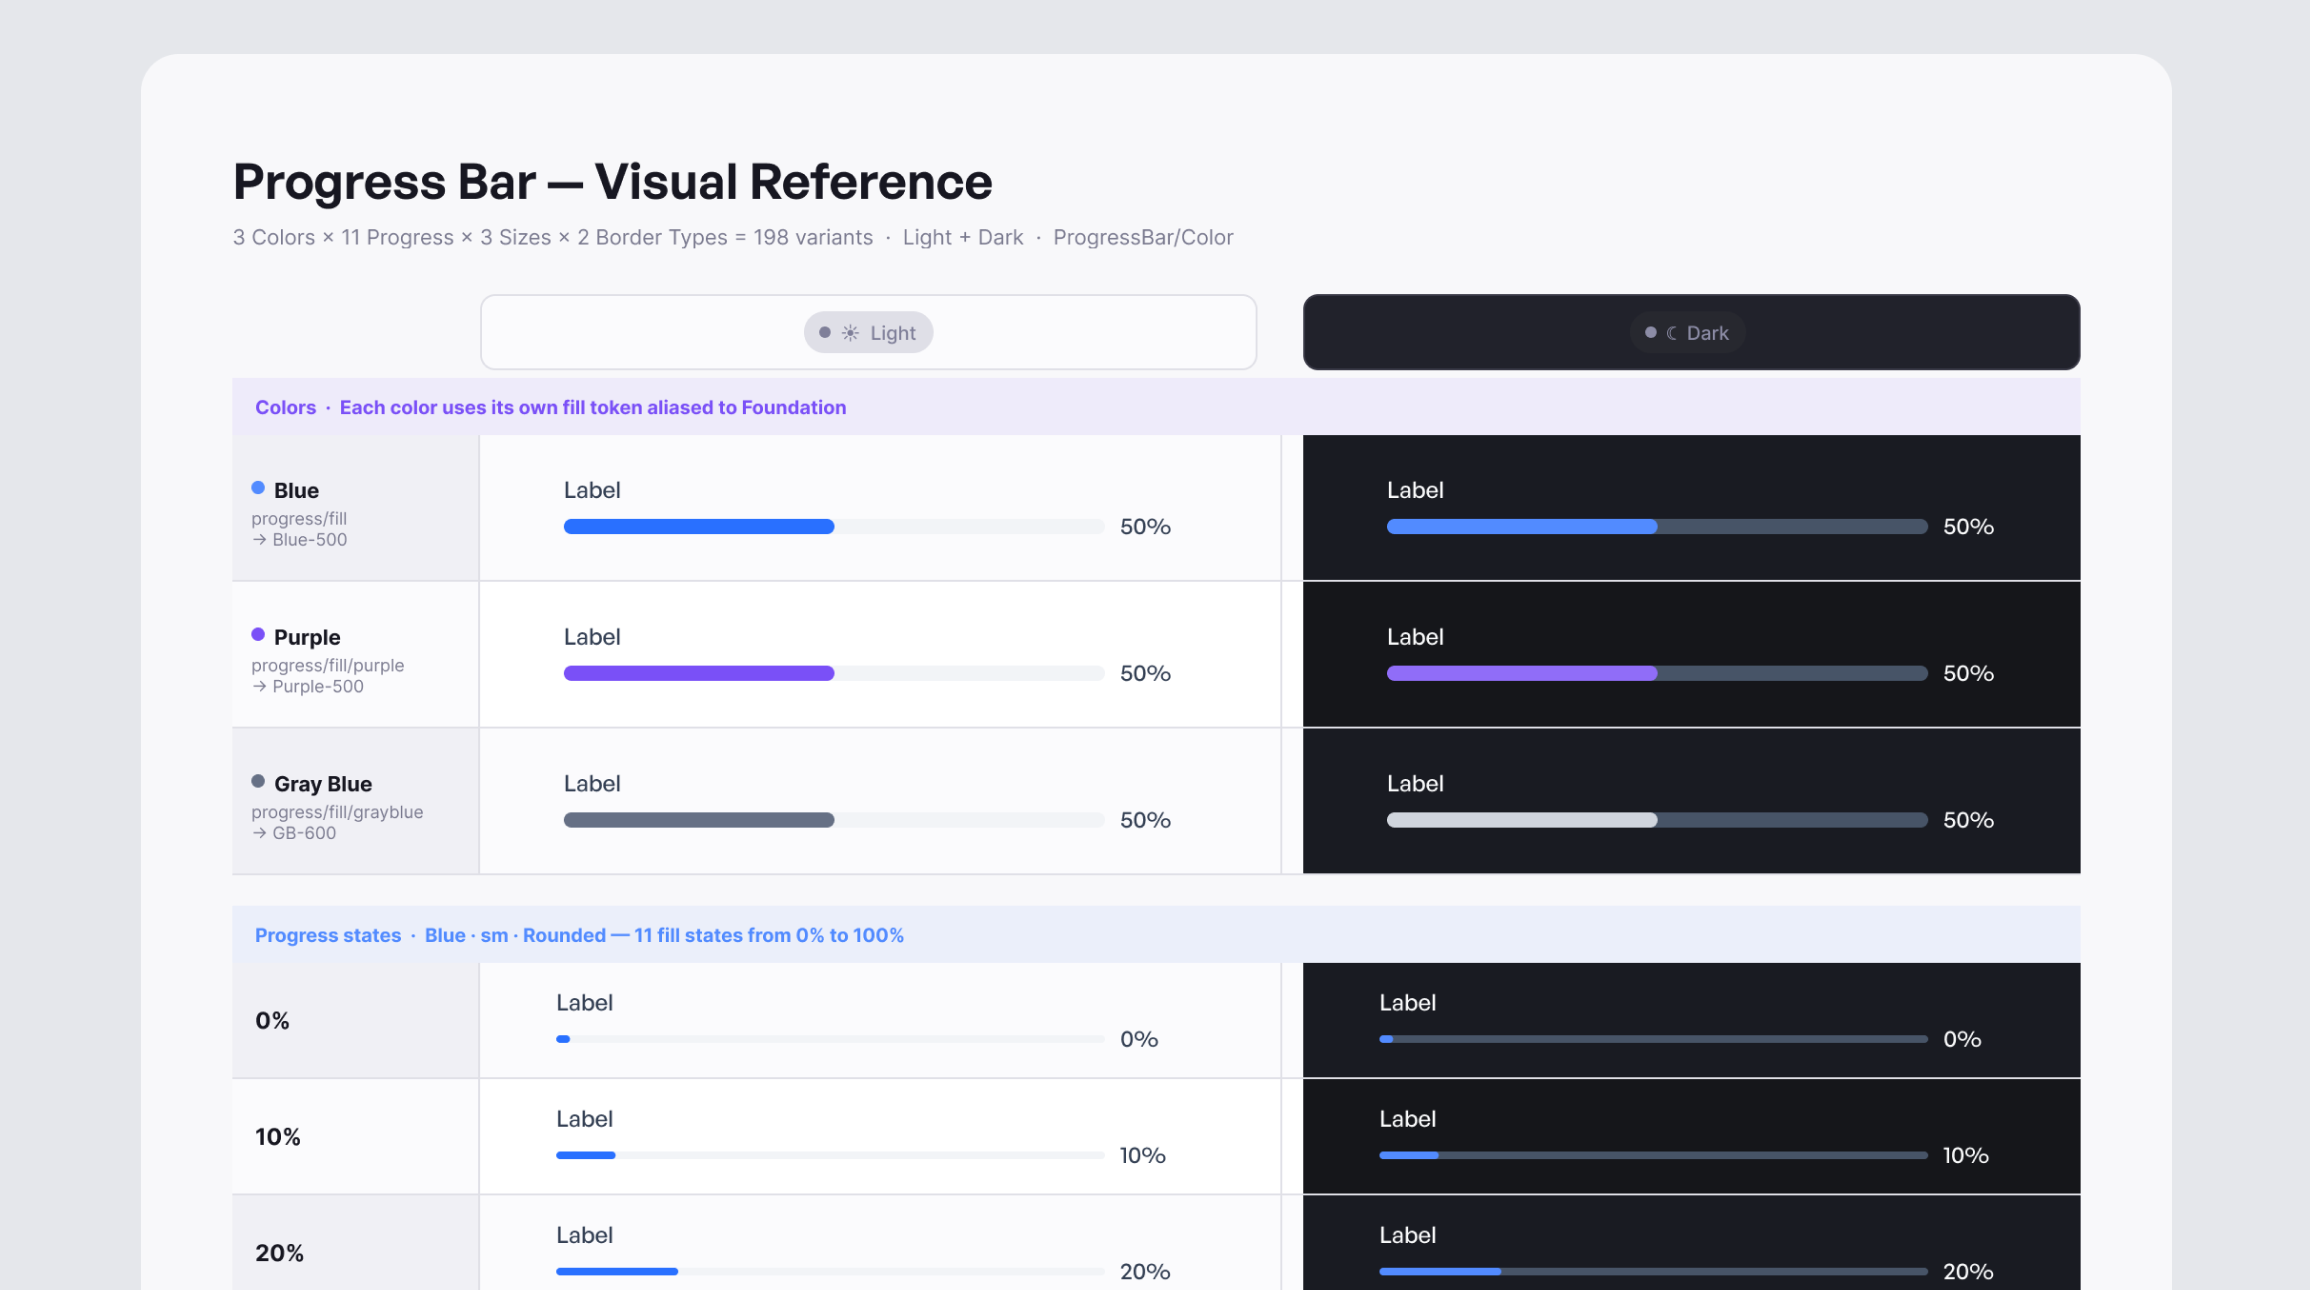 Progress Bar — Visual Reference
3 Colors × 11 Progress × 3 Sizes × 2 Border Types = 198 variants · Light + Dark · ProgressBar/Color
Light
Dark
Colors · Each color uses its own fill token aliased to Foundation
Blue
progress/fill
→ Blue-500
Label
50%
Label
50%
Purple
progress/fill/purple
→ Purple-500
Label
50%
Label
50%
Gray Blue
progress/fill/grayblue
→ GB-600
Label
50%
Label
50%
Progress states · Blue · sm · Rounded — 11 fill states from 0% to 100%
0%
Label
0%
Label
0%
10%
Label
10%
Label
10%
20%
Label
20%
Label
20%